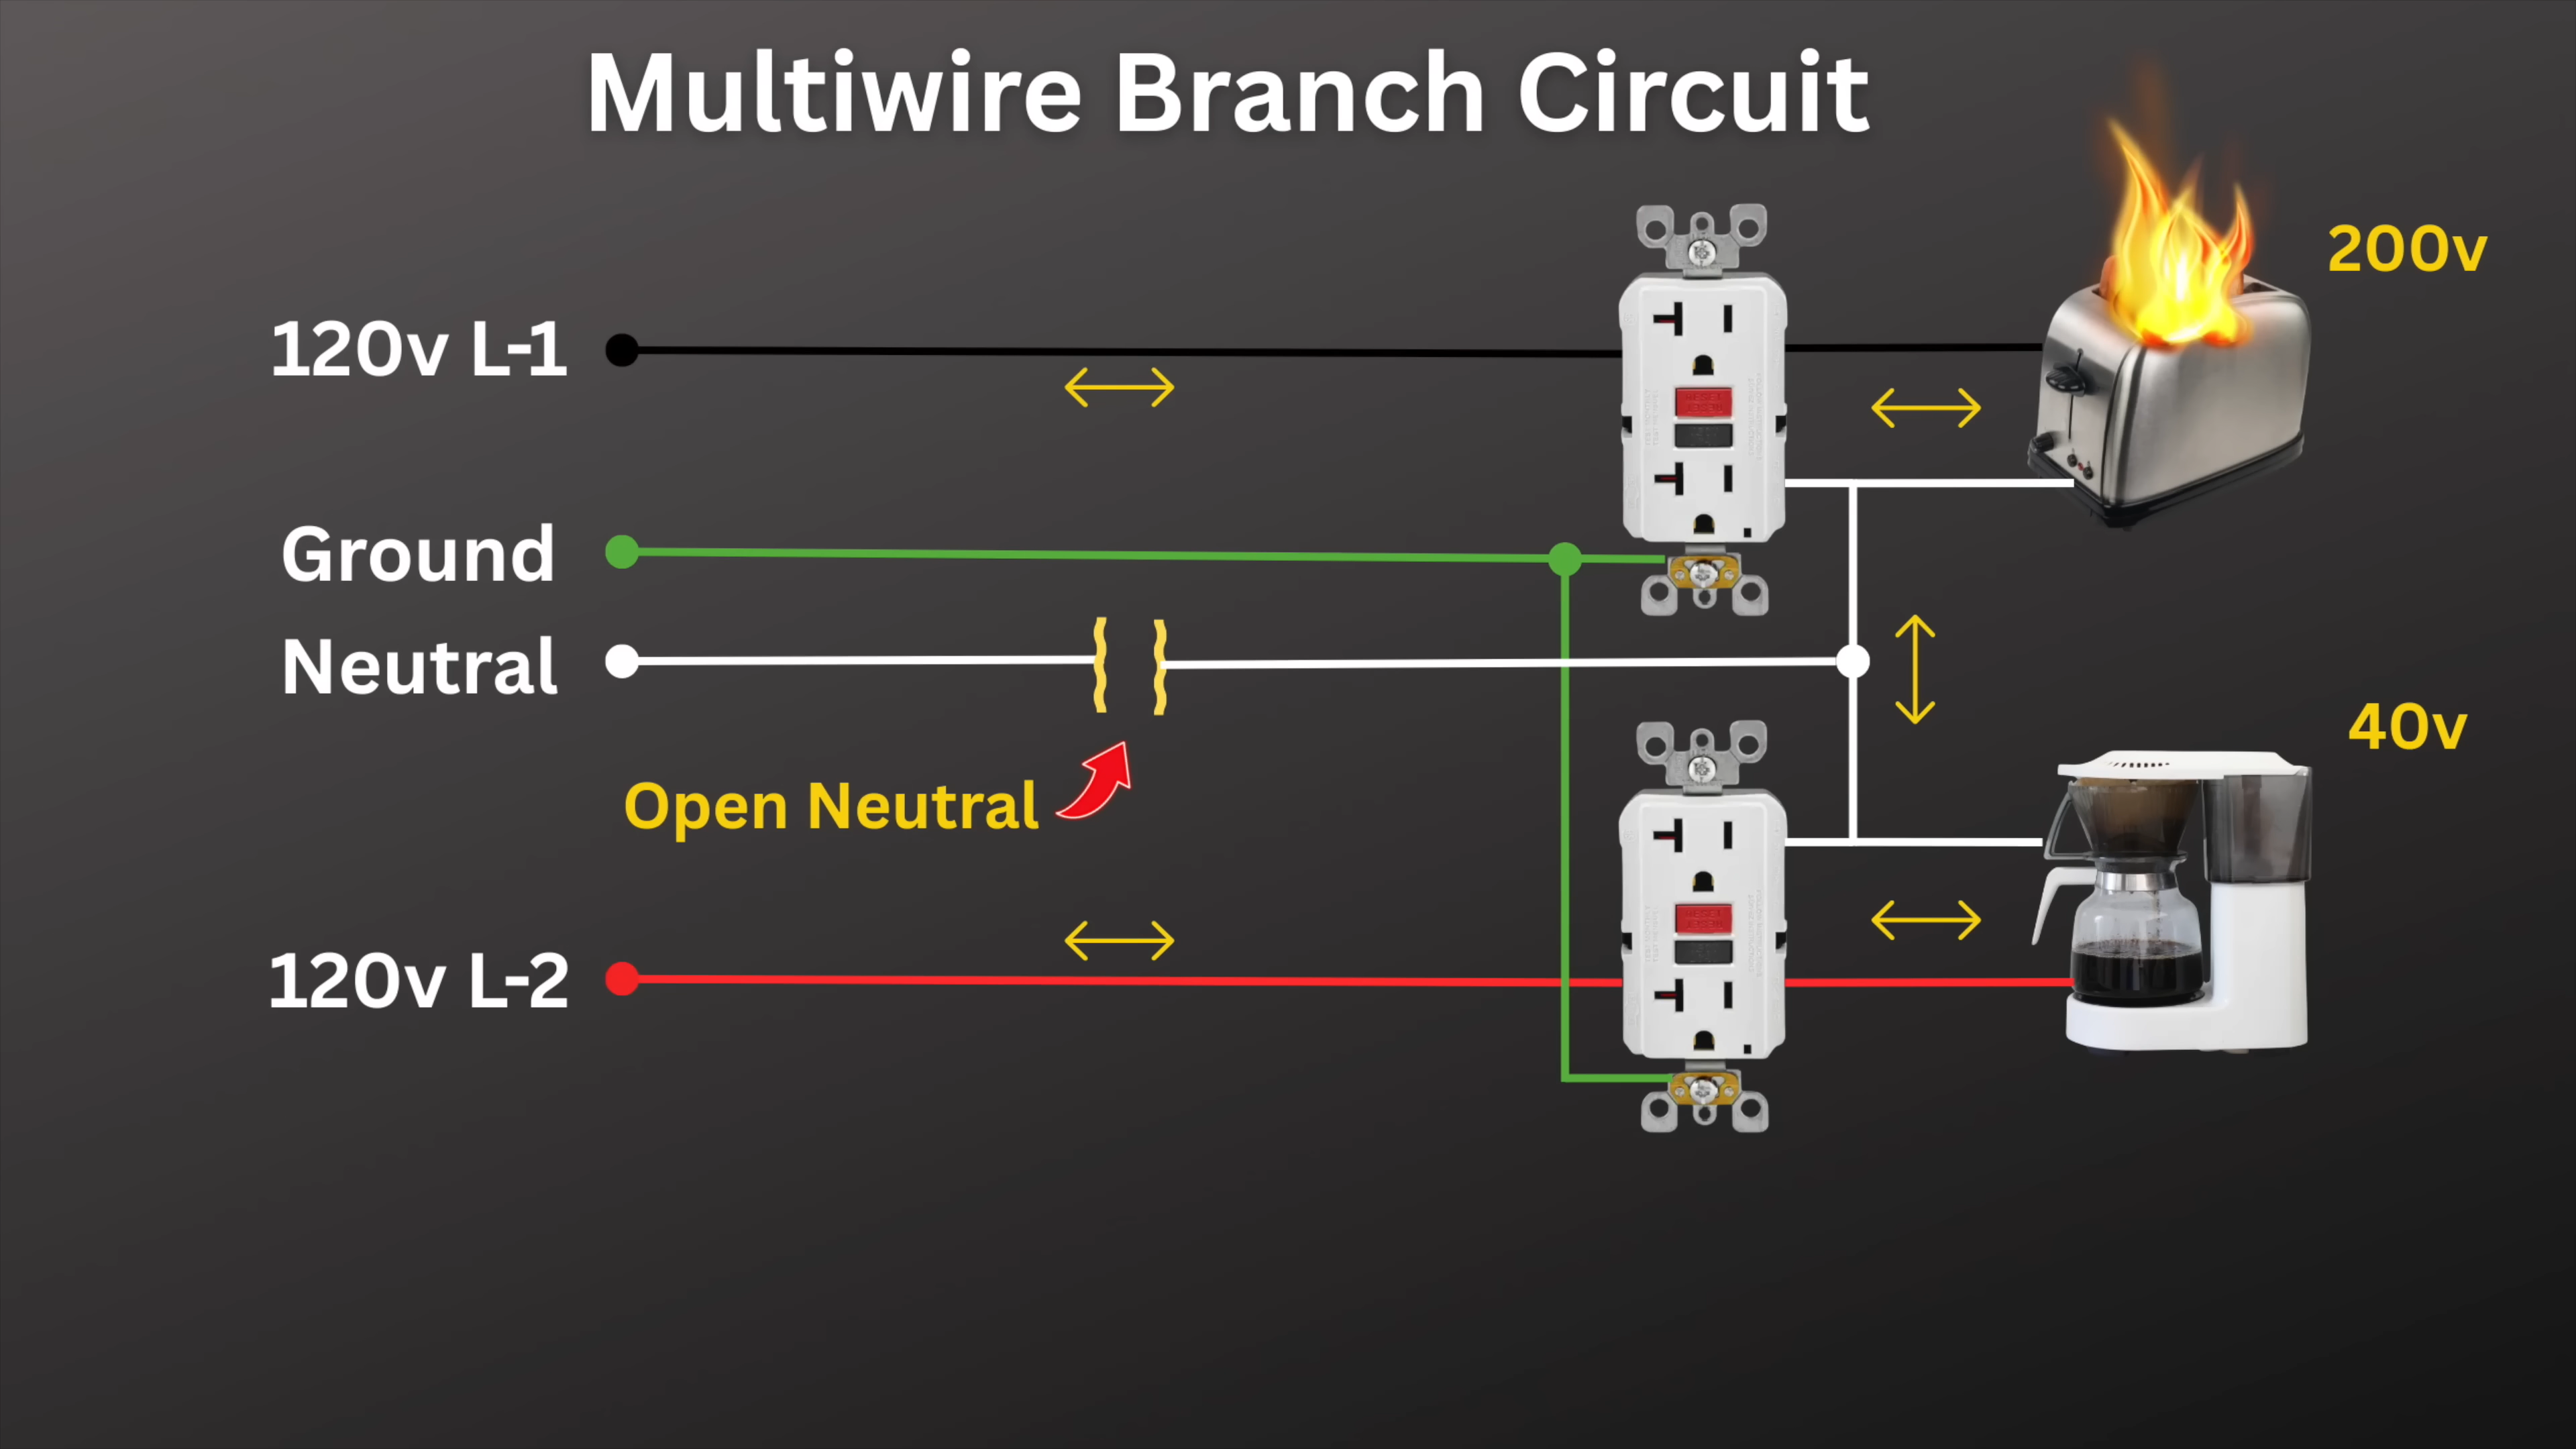 Multiwire Branch Circuit
200v
120v L-1
Ground
Neutral
40v
Open Neutral
120v L-2